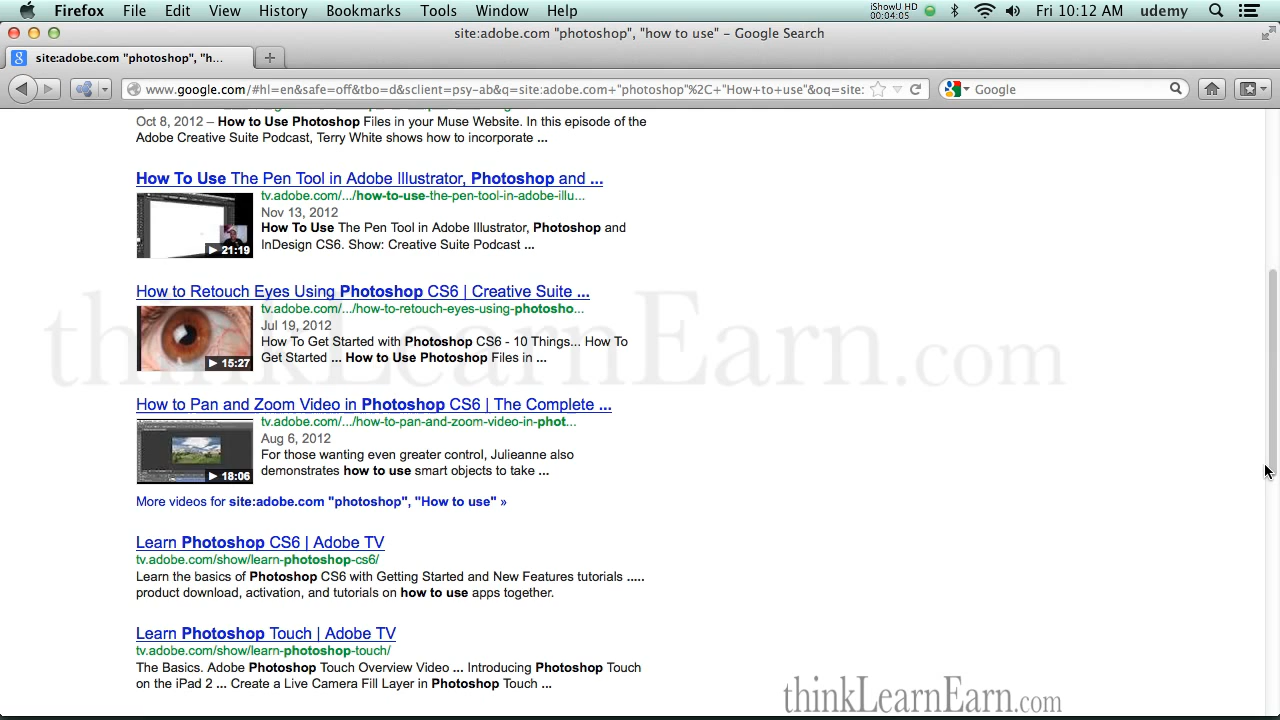 Firefox File Edit View History Bookmarks Tools Window Help iShowU HD 00:04:05 Fri 10:12 AM udemy
site:adobe.com "photoshop", "how to use" – Google Search
site:adobe.com "photoshop", "h...
www.google.com/#hl=en&safe=off&tbo=d&sclient=psy-ab&q=site:adobe.com+"photoshop"%2C+"How+to+use"&oq=site: Google
Oct 8, 2012 – How to Use Photoshop Files in your Muse Website. In this episode of the
Adobe Creative Suite Podcast, Terry White shows how to incorporate ...
How To Use The Pen Tool in Adobe Illustrator, Photoshop and ...
tv.adobe.com/.../how-to-use-the-pen-tool-in-adobe-illu...
Nov 13, 2012
How To Use The Pen Tool in Adobe Illustrator, Photoshop and
InDesign CS6. Show: Creative Suite Podcast ...
21:19
How to Retouch Eyes Using Photoshop CS6 | Creative Suite ...
tv.adobe.com/.../how-to-retouch-eyes-using-photosho...
Jul 19, 2012
How To Get Started with Photoshop CS6 - 10 Things... How To
Get Started ... How to Use Photoshop Files in ...
15:27
thinkLearnEarn.com
How to Pan and Zoom Video in Photoshop CS6 | The Complete ...
tv.adobe.com/.../how-to-pan-and-zoom-video-in-phot...
Aug 6, 2012
For those wanting even greater control, Julieanne also
demonstrates how to use smart objects to take ...
18:06
More videos for site:adobe.com "photoshop", "How to use" »
Learn Photoshop CS6 | Adobe TV
tv.adobe.com/show/learn-photoshop-cs6/
Learn the basics of Photoshop CS6 with Getting Started and New Features tutorials .....
product download, activation, and tutorials on how to use apps together.
Learn Photoshop Touch | Adobe TV
tv.adobe.com/show/learn-photoshop-touch/
The Basics. Adobe Photoshop Touch Overview Video ... Introducing Photoshop Touch
on the iPad 2 ... Create a Live Camera Fill Layer in Photoshop Touch ...
thinkLearnEarn.com